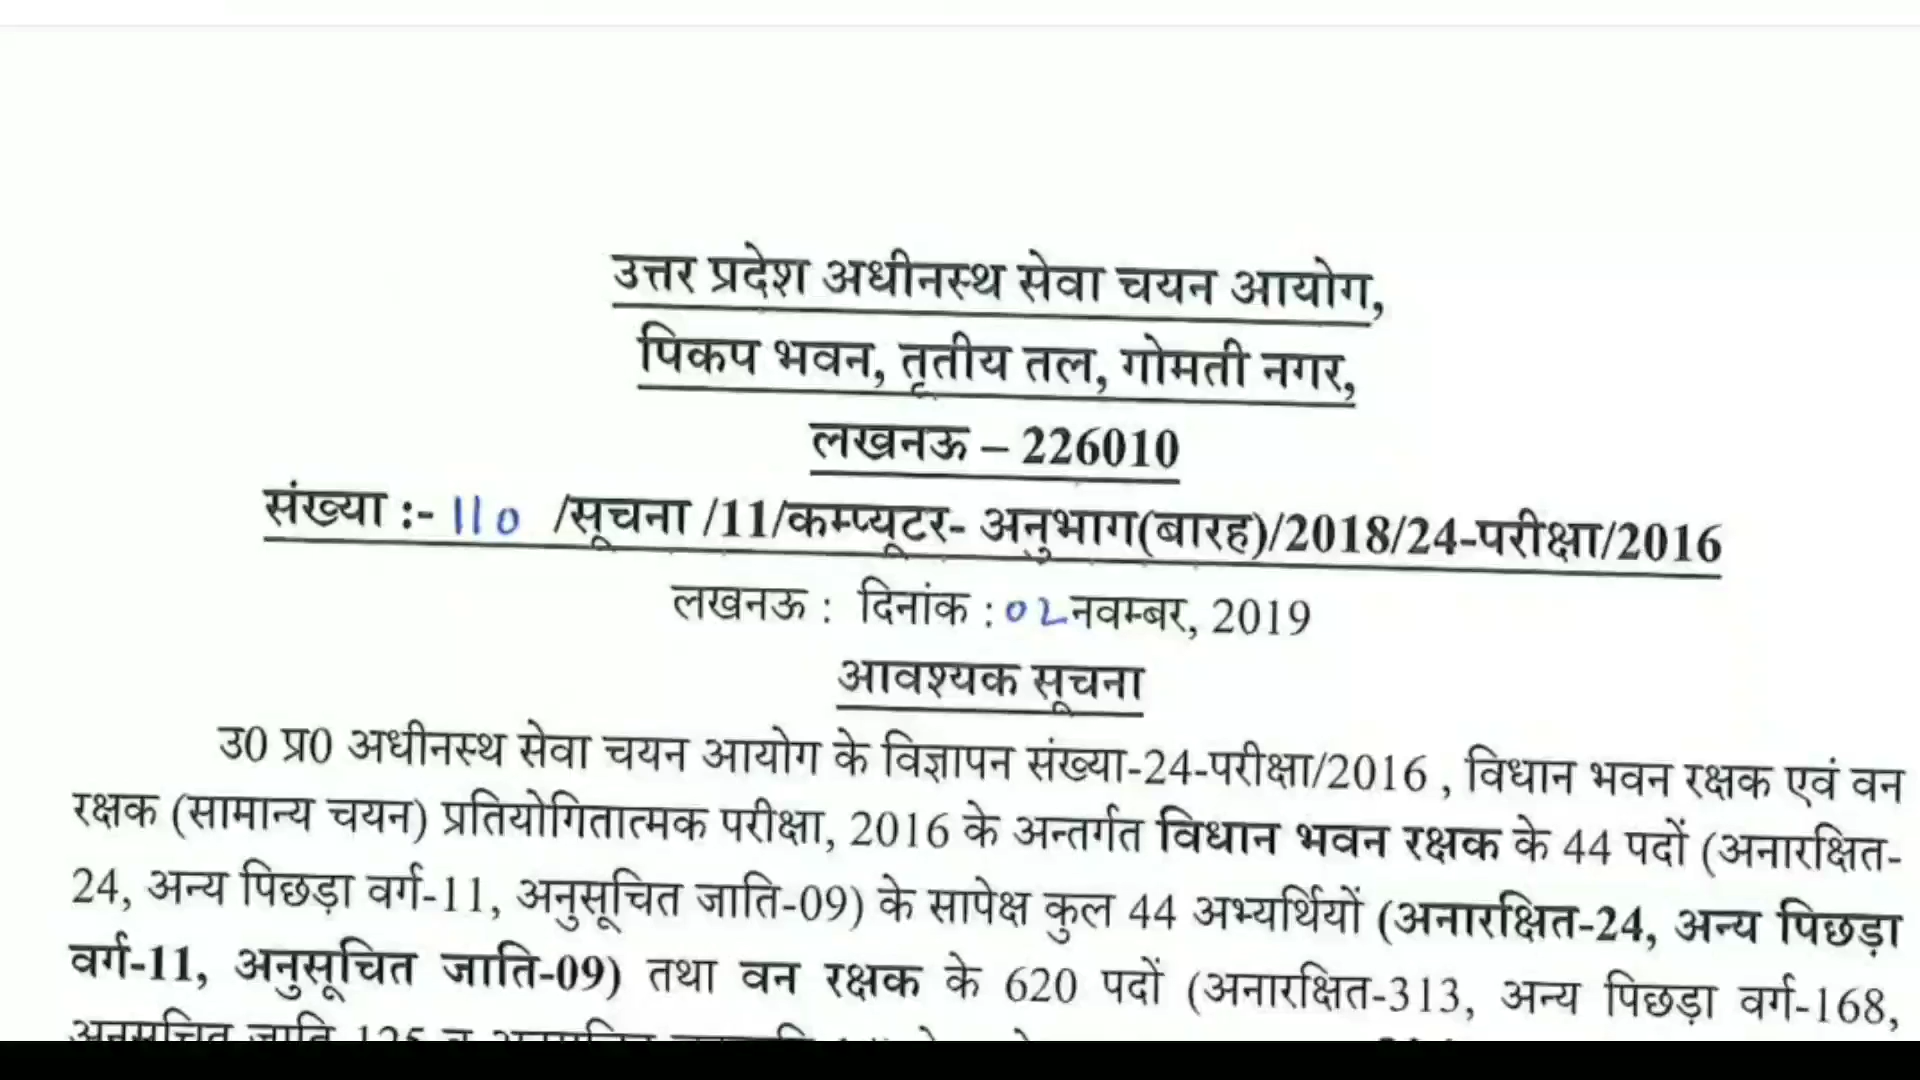 उत्तर प्रदेश अधीनस्थ सेवा चयन आयोग,
पिकप भवन, तृतीय तल, गोमती नगर,
लखनऊ – 226010
संख्या :- 110 /सूचना /11/कम्प्यूटर- अनुभाग(बारह)/2018/24-परीक्षा/2016
लखनऊ : दिनांक : 02 नवम्बर, 2019
आवश्यक सूचना
उ0 प्र0 अधीनस्थ सेवा चयन आयोग के विज्ञापन संख्या-24-परीक्षा/2016 , विधान भवन रक्षक एवं वन
रक्षक (सामान्य चयन) प्रतियोगितात्मक परीक्षा, 2016 के अन्तर्गत विधान भवन रक्षक के 44 पदों (अनारक्षित-
24, अन्य पिछड़ा वर्ग-11, अनुसूचित जाति-09) के सापेक्ष कुल 44 अभ्यर्थियों (अनारक्षित-24, अन्य पिछड़ा
वर्ग-11, अनुसूचित जाति-09) तथा वन रक्षक के 620 पदों (अनारक्षित-313, अन्य पिछड़ा वर्ग-168,
अनुसूचित जाति